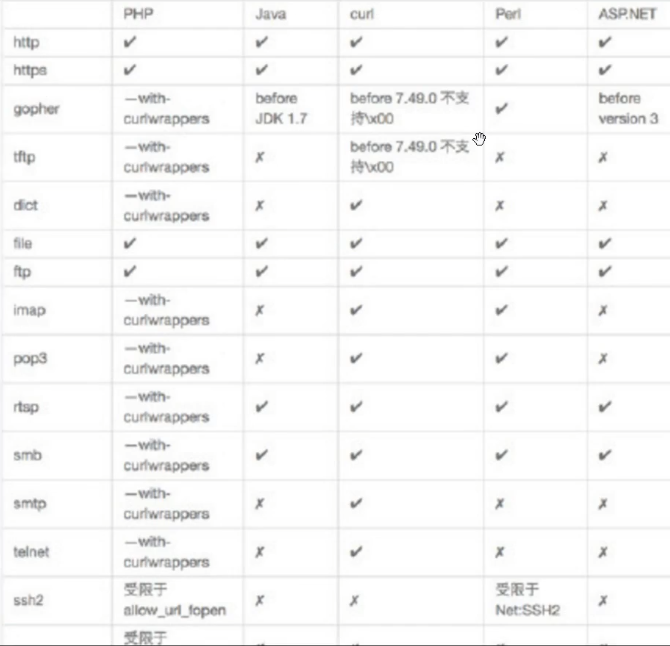 PHP Java curl Perl ASP.NET
http ✔ ✔ ✔ ✔ ✔
https ✔ ✔ ✔ ✔ ✔
gopher —with-curlwrappers before JDK 1.7 before 7.49.0 不支持\x00 ✔ before version 3
tftp —with-curlwrappers ✗ before 7.49.0 不支持\x00 ✗ ✗
dict —with-curlwrappers ✗ ✔ ✗ ✗
file ✔ ✔ ✔ ✔ ✔
ftp ✔ ✔ ✔ ✔ ✔
imap —with-curlwrappers ✗ ✔ ✔ ✗
pop3 —with-curlwrappers ✗ ✔ ✔ ✗
rtsp —with-curlwrappers ✔ ✔ ✔ ✔
smb —with-curlwrappers ✔ ✔ ✔ ✔
smtp —with-curlwrappers ✗ ✔ ✗ ✗
telnet —with-curlwrappers ✗ ✔ ✗ ✗
ssh2 受限于 allow_url_fopen ✗ ✗ 受限于 Net:SSH2 ✗
受限于